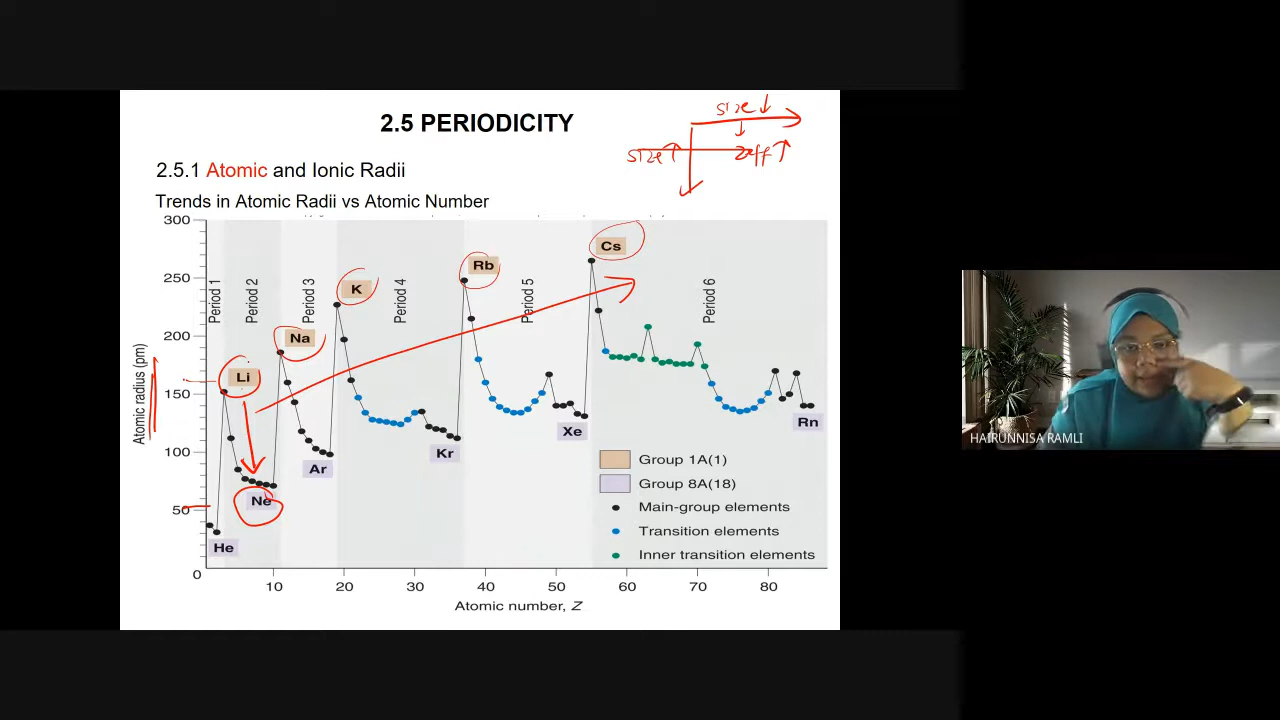 2.5 PERIODICITY
size ↓
size ↑
Zeff ↑
2.5.1 Atomic and Ionic Radii
Trends in Atomic Radii vs Atomic Number
Atomic radius (pm)
300
250
200
150
100
50
0
Period 1
Period 2
Period 3
Period 4
Period 5
Period 6
Li
Na
K
Rb
Cs
He
Ne
Ar
Kr
Xe
Rn
Group 1A(1)
Group 8A(18)
Main-group elements
Transition elements
Inner transition elements
10 20 30 40 50 60 70 80
Atomic number, Z
HAIRUNNISA RAMLI